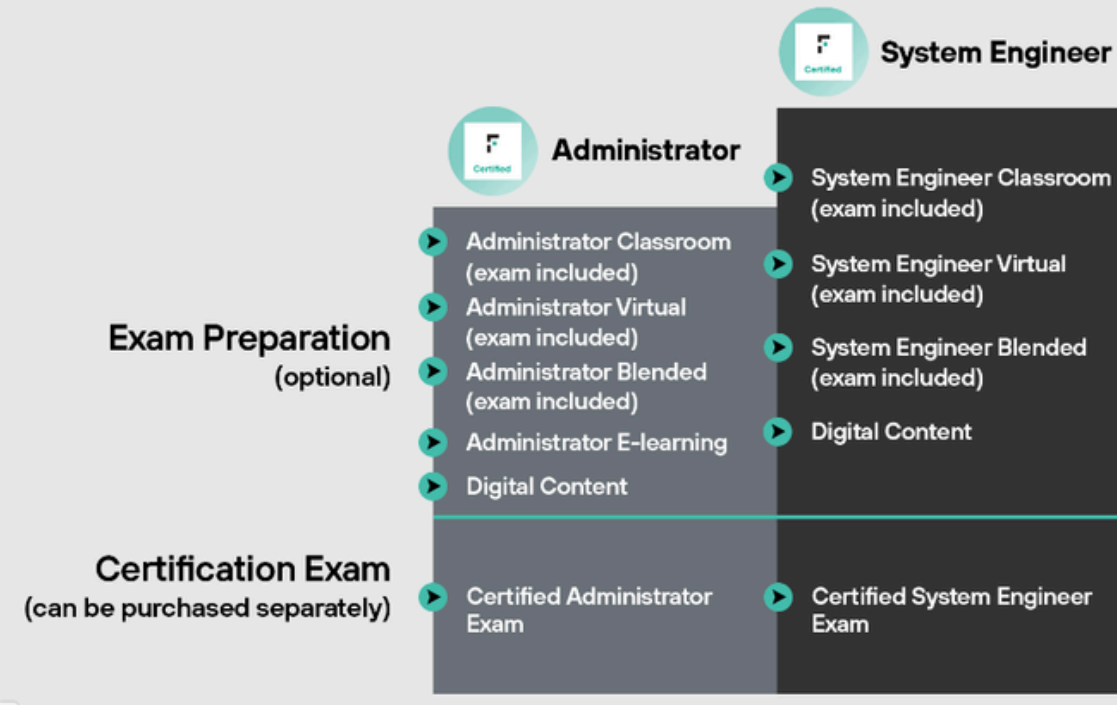 F
Certified
System Engineer
F
Certified
Administrator
Exam Preparation
(optional)
Administrator Classroom
(exam included)
Administrator Virtual
(exam included)
Administrator Blended
(exam included)
Administrator E-learning
Digital Content
System Engineer Classroom
(exam included)
System Engineer Virtual
(exam included)
System Engineer Blended
(exam included)
Digital Content
Certification Exam
(can be purchased separately)
Certified Administrator
Exam
Certified System Engineer
Exam